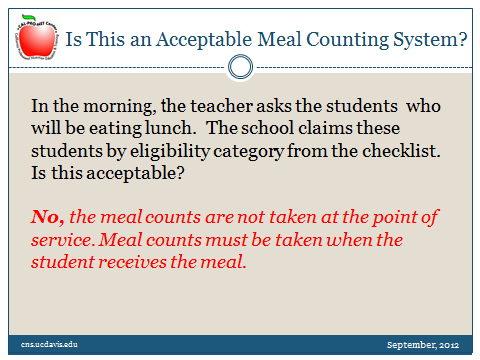 Is This an Acceptable Meal Counting System?
In the morning, the teacher asks the students who
will be eating lunch. The school claims these
students by eligibility category from the checklist.
Is this acceptable?
No, the meal counts are not taken at the point of
service. Meal counts must be taken when the
student receives the meal.
cns.ucdavis.edu
September, 2012